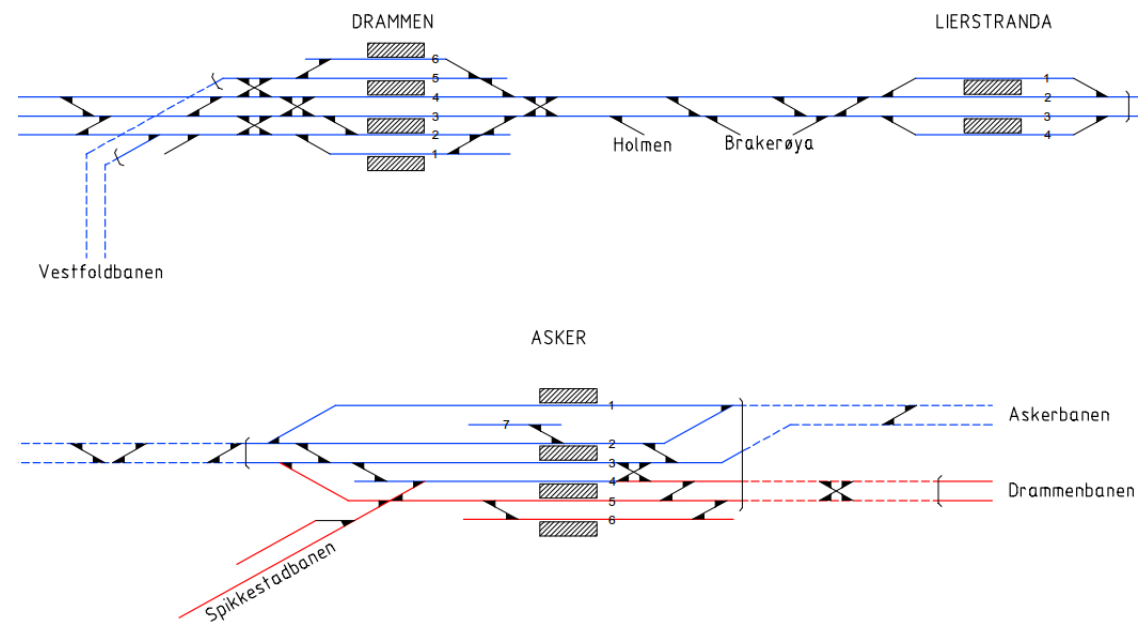 DRAMMEN
LIERSTRANDA
6
5
4
3
2
1
1
2
3
4
Holmen
Brakerøya
Vestfoldbanen
ASKER
1
7
2
3
4
5
6
Askerbanen
Drammenbanen
Spikkestadbanen